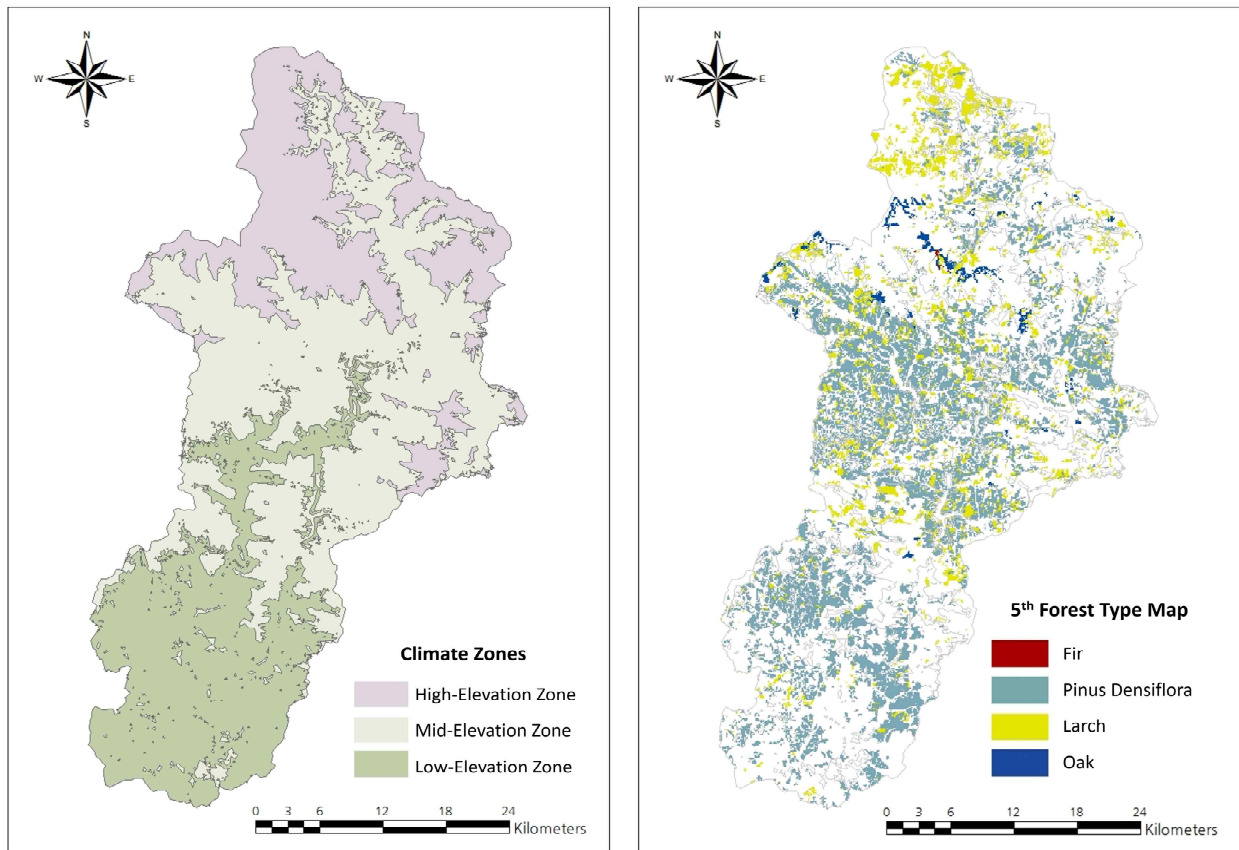 N
W E
S
Climate Zones
High-Elevation Zone
Mid-Elevation Zone
Low-Elevation Zone
0 3 6 12 18 24
Kilometers
N
W E
S
5th Forest Type Map
Fir
Pinus Densiflora
Larch
Oak
0 3 6 12 18 24
Kilometers